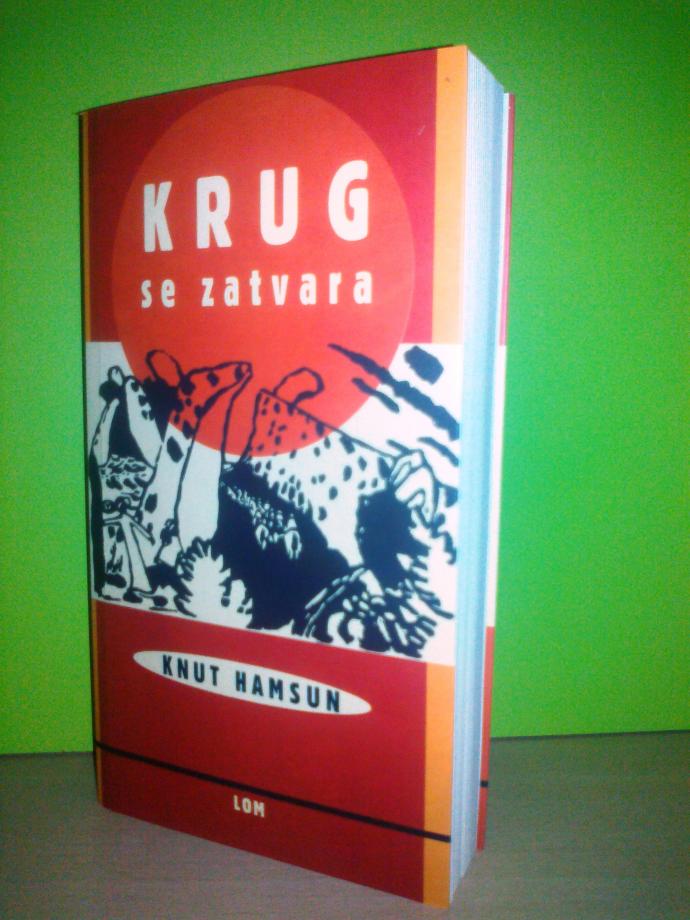 KRUG
se zatvara
KNUT HAMSUN
LOM